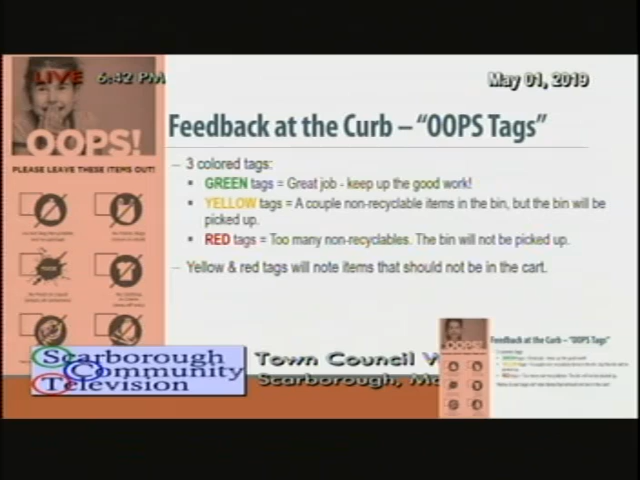 LIVE 6:42 PM
May 01, 2019
OOPS!
PLEASE LEAVE THESE ITEMS OUT!
Feedback at the Curb – "OOPS Tags"
– 3 colored tags:
▪ GREEN tags = Great job - keep up the good work!
▪ YELLOW tags = A couple non-recyclable items in the bin, but the bin will be
picked up.
▪ RED tags = Too many non-recyclables. The bin will not be picked up.
– Yellow & red tags will note items that should not be in the cart.
Scarborough
Community
Television
Town Council
Scarborough,
OOPS!
Feedback at the Curb – "OOPS Tags"